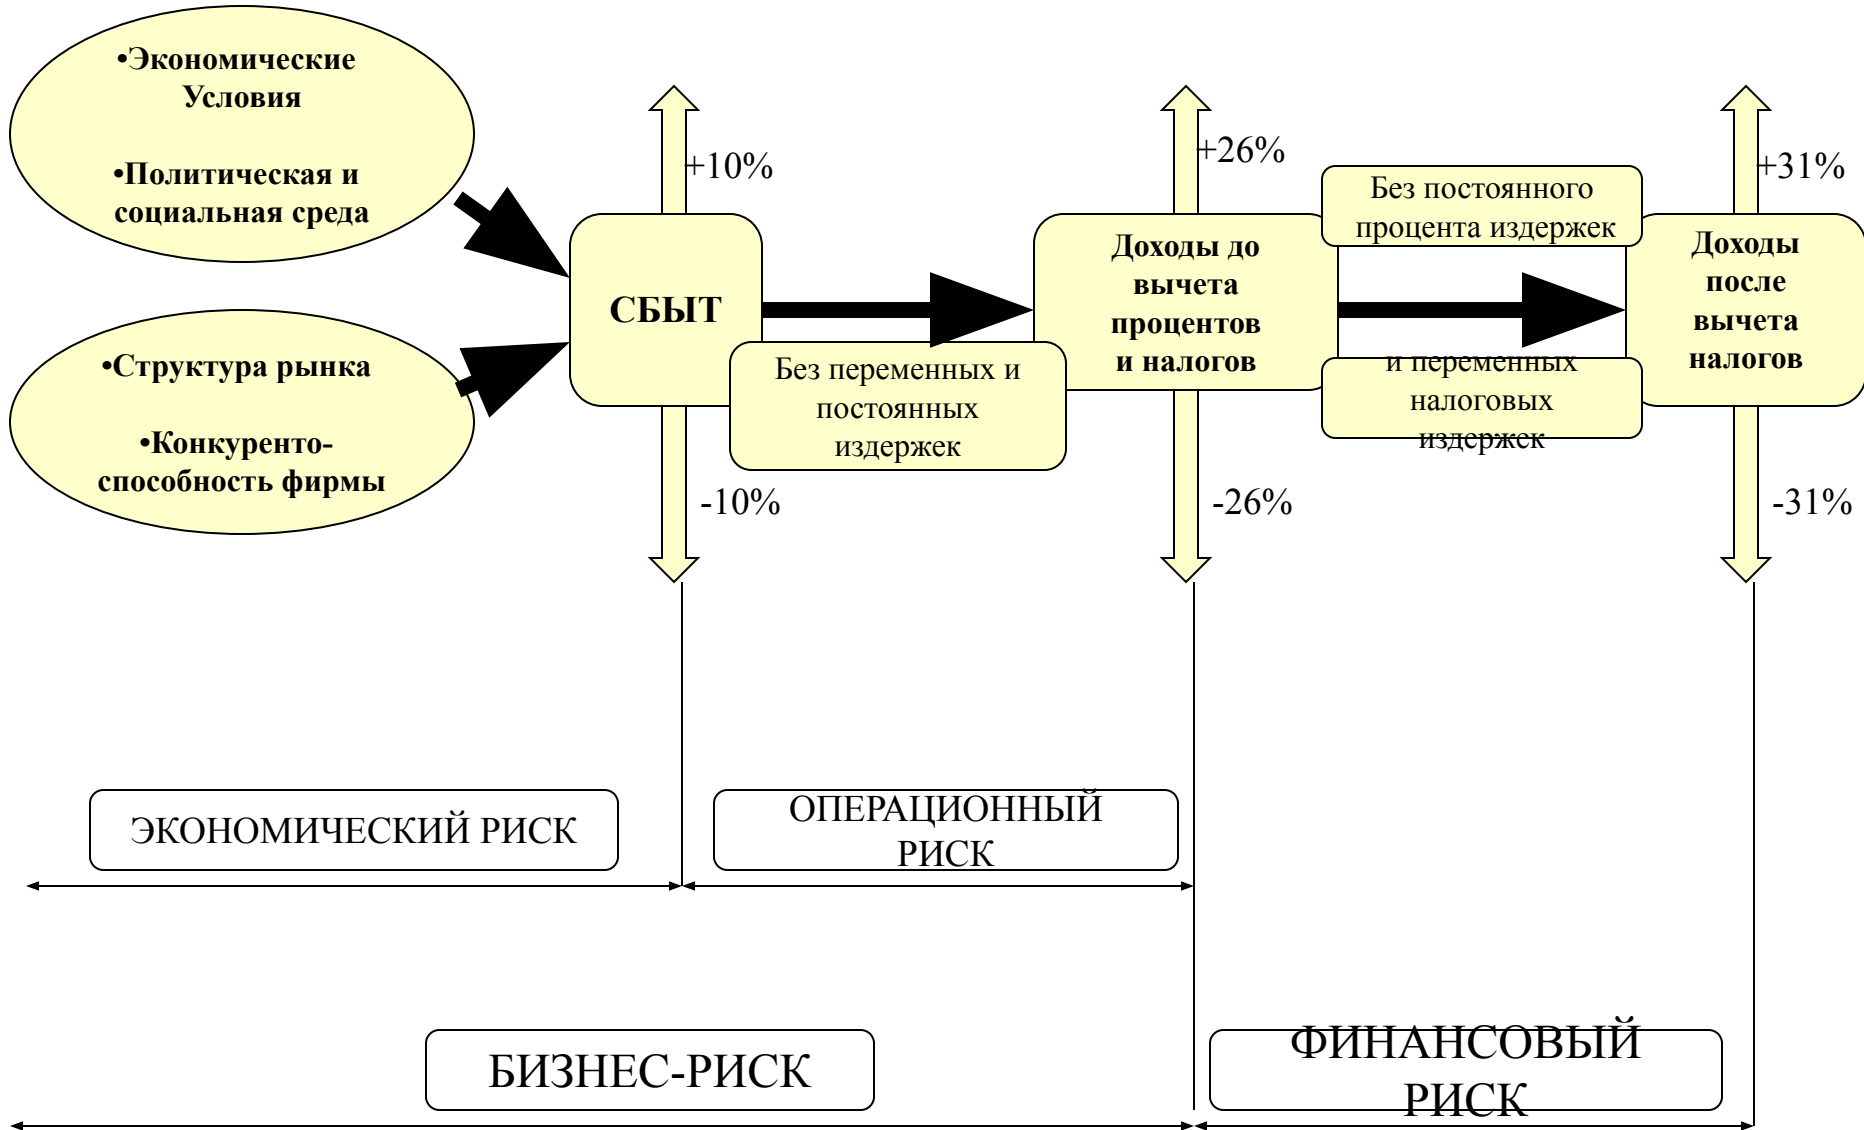 •Экономические
Условия
•Политическая и
социальная среда
•Структура рынка
•Конкуренто-
способность фирмы
+10%
СБЫТ
-10%
Без переменных и
постоянных
издержек
+26%
Доходы до
вычета
процентов
и налогов
-26%
Без постоянного
процента издержек
и переменных
налоговых
издержек
+31%
Доходы
после
вычета
налогов
-31%
ЭКОНОМИЧЕСКИЙ РИСК
ОПЕРАЦИОННЫЙ
РИСК
БИЗНЕС-РИСК
ФИНАНСОВЫЙ
РИСК